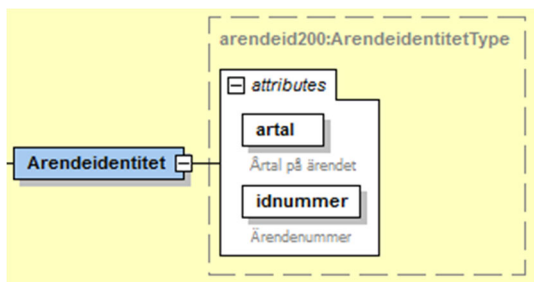 arendeid200:ArendeidentitetType
attributes
artal
Årtal på ärendet
Arendeidentitet
idnummer
Ärendenummer